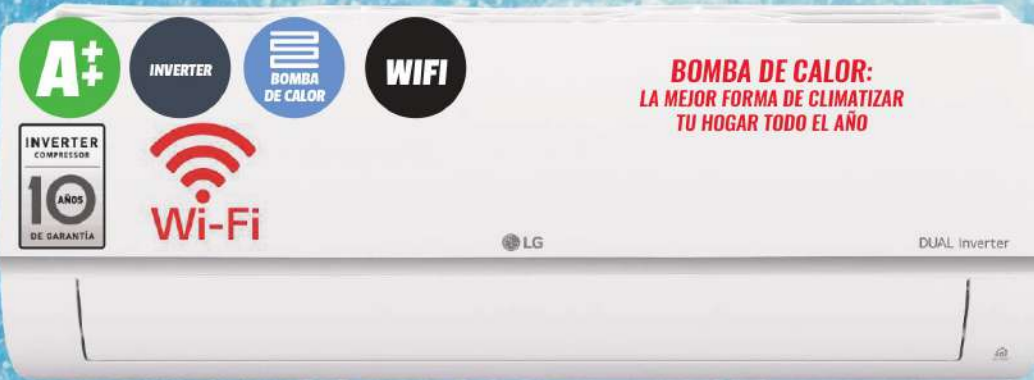 A++
INVERTER
BOMBA
DE CALOR
WIFI
BOMBA DE CALOR:
LA MEJOR FORMA DE CLIMATIZAR
TU HOGAR TODO EL AÑO
INVERTER
COMPRESSOR
10 AÑOS
DE GARANTÍA
Wi-Fi
LG
DUAL Inverter